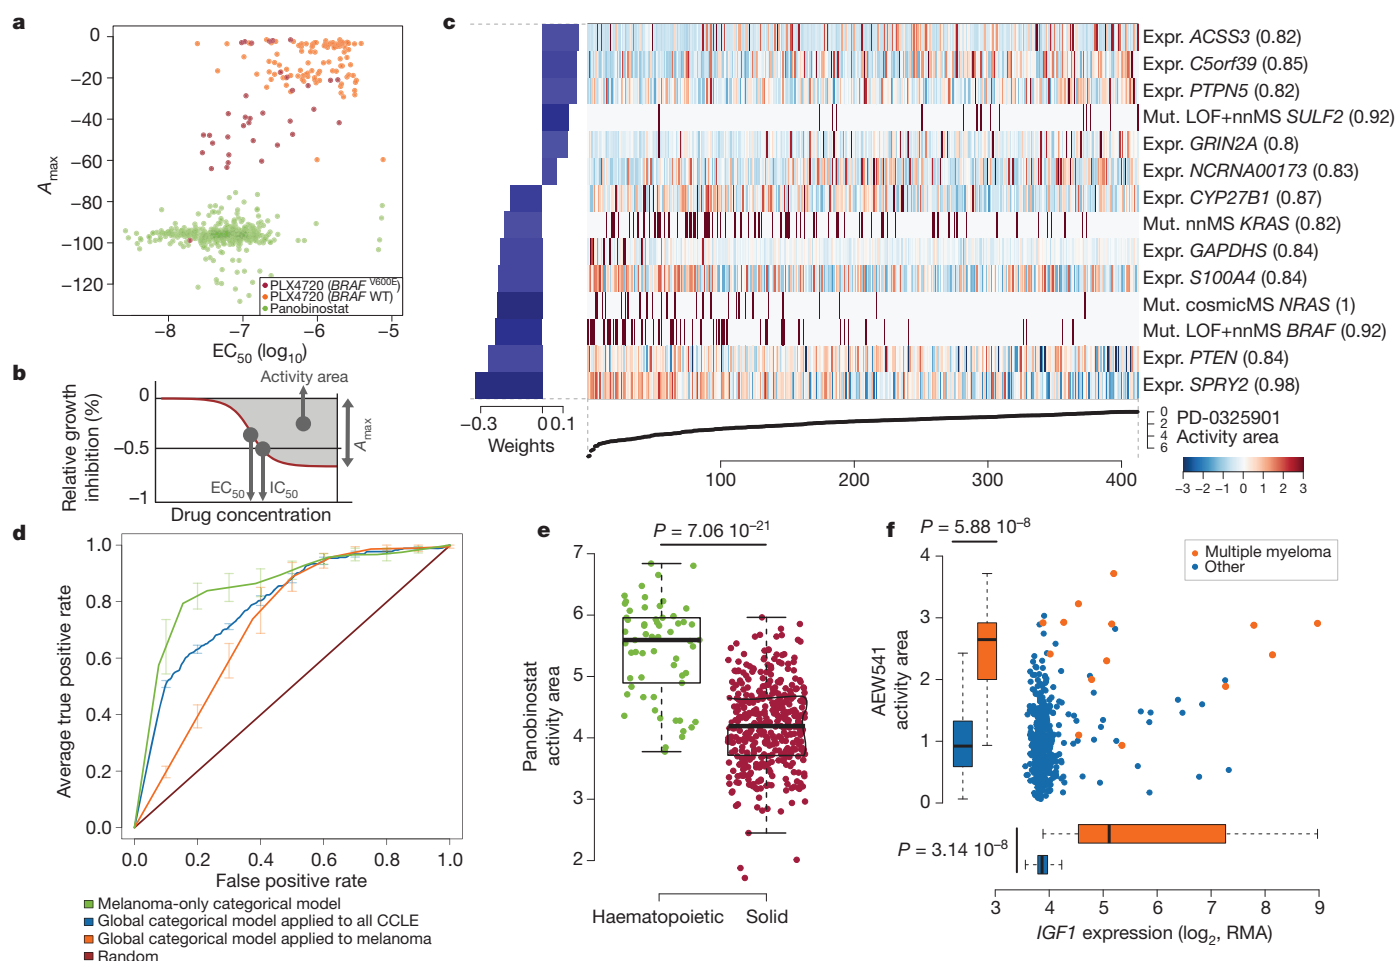 a
0
−20
−40
−60
−80
−100
−120
Amax
PLX4720 (BRAF V600E)
PLX4720 (BRAF WT)
Panobinostat
−8
−7
−6
−5
EC50 (log10)
b
Activity area
0
−0.5
−1
Relative growth
inhibition (%)
Amax
EC50
IC50
Drug concentration
c
Expr. ACSS3 (0.82)
Expr. C5orf39 (0.85)
Expr. PTPN5 (0.82)
Mut. LOF+nnMS SULF2 (0.92)
Expr. GRIN2A (0.8)
Expr. NCRNA00173 (0.83)
Expr. CYP27B1 (0.87)
Mut. nnMS KRAS (0.82)
Expr. GAPDHS (0.84)
Expr. S100A4 (0.84)
Mut. cosmicMS NRAS (1)
Mut. LOF+nnMS BRAF (0.92)
Expr. PTEN (0.84)
Expr. SPRY2 (0.98)
−0.3
0
0.1
Weights
0
2
4
6
PD-0325901
Activity area
100
200
300
400
−3 −2 −1 0 1 2 3
d
1.0
0.8
0.6
0.4
0.2
0.0
Average true positive rate
0.0
0.2
0.4
0.6
0.8
1.0
False positive rate
Melanoma-only categorical model
Global categorical model applied to all CCLE
Global categorical model applied to melanoma
Random
e
P = 7.06 10−21
7
6
5
4
3
2
Panobinostat
activity area
Haematopoietic
Solid
f
P = 5.88 10−8
Multiple myeloma
Other
4
3
2
1
0
AEW541
activity area
P = 3.14 10−8
3
4
5
6
7
8
9
IGF1 expression (log2, RMA)